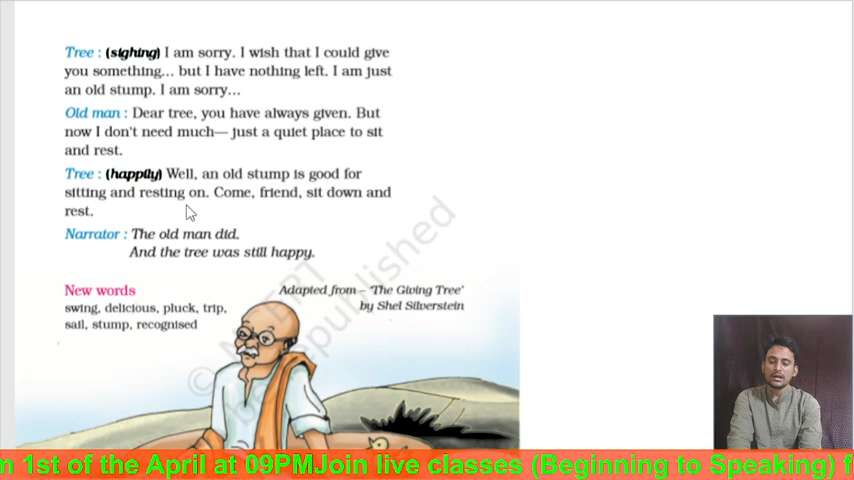 Tree : (sighing) I am sorry. I wish that I could give
you something... but I have nothing left. I am just
an old stump. I am sorry...
Old man : Dear tree, you have always given. But
now I don't need much— just a quiet place to sit
and rest.
Tree : (happily) Well, an old stump is good for
sitting and resting on. Come, friend, sit down and
rest.
Narrator : The old man did.
And the tree was still happy.
New words
swing, delicious, pluck, trip,
sail, stump, recognised
Adapted from – 'The Giving Tree'
by Shel Silverstein
1st of the April at 09PMJoin live classes (Beginning to Speaking)